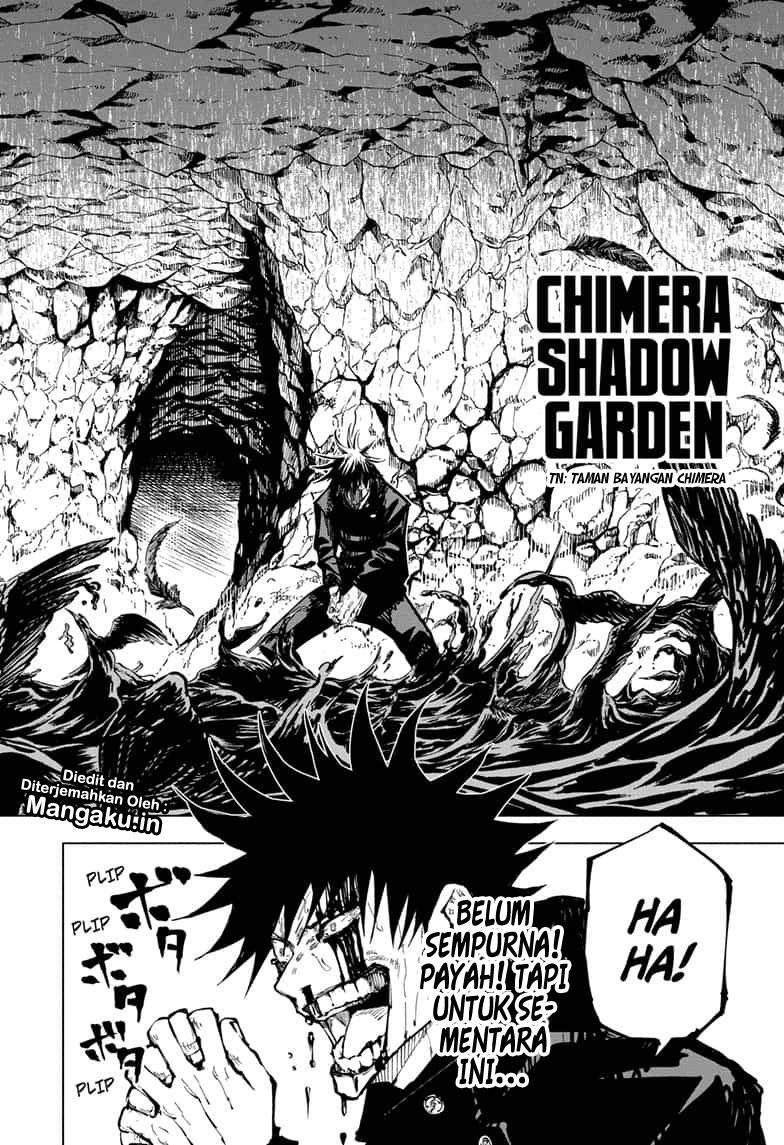 CHIMERA
SHADOW
GARDEN
TN: TAMAN BAYANGAN CHIMERA
Diedit dan
Diterjemahkan Oleh :
Mangaku.in
HA
HA!
BELUM
SEMPURNA!
PAYAH! TAPI
UNTUK SE-
MENTARA
INI...
PLIP
ボタ
PLIP
ボタ
ボタ
PLIP